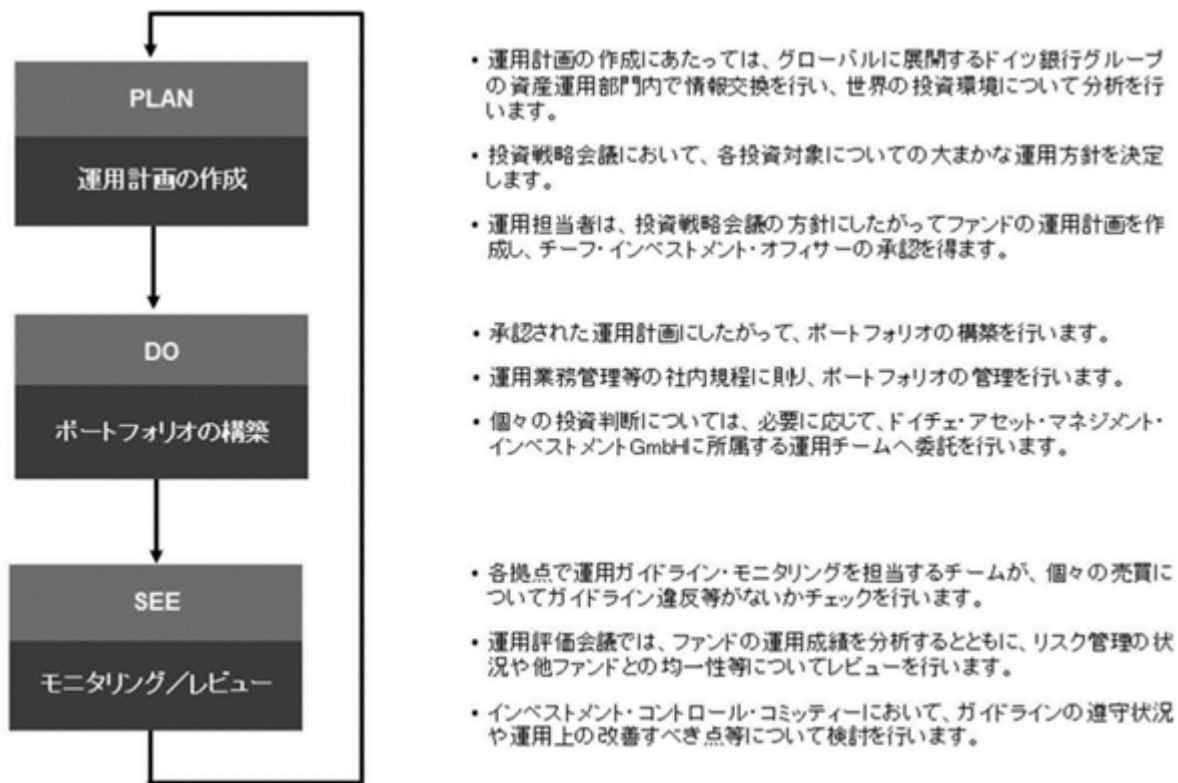 PLAN
運用計画の作成
• 運用計画の作成にあたっては、グローバルに展開するドイツ銀行グループ
の資産運用部門内で情報交換を行い、世界の投資環境について分析を行
います。
• 投資戦略会議において、各投資対象についての大まかな運用方針を決定
します。
• 運用担当者は、投資戦略会議の方針にしたがってファンドの運用計画を作
成し、チーフ・インベストメント・オフィサーの承認を得ます。
DO
ポートフォリオの構築
• 承認された運用計画にしたがって、ポートフォリオの構築を行います。
• 運用業務管理等の社内規程に則り、ポートフォリオの管理を行います。
• 個々の投資判断については、必要に応じて、ドイチェ・アセット・マネジメント・
インベストメントGmbHに所属する運用チームへ委託を行います。
SEE
モニタリング／レビュー
• 各拠点で運用ガイドライン・モニタリングを担当するチームが、個々の売買に
ついてガイドライン違反等がないかチェックを行います。
• 運用評価会議では、ファンドの運用成績を分析するとともに、リスク管理の状
況や他ファンドとの均一性等についてレビューを行います。
• インベストメント・コントロール・コミッティーにおいて、ガイドラインの遵守状況
や運用上の改善すべき点等について検討を行います。